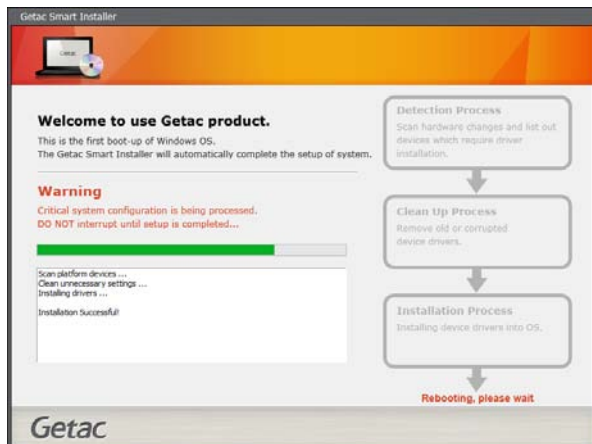 Getac Smart Installer
Getac
Welcome to use Getac product.
This is the first boot-up of Windows OS.
The Getac Smart Installer will automatically complete the setup of system.
Warning
Critical system configuration is being processed.
DO NOT interrupt until setup is completed...
Scan platform devices ...
Clean unnecessary settings ...
Installing drivers ...
Installation Successful!
Detection Process
Scan hardware changes and list out
devices which require driver
installation.
Clean Up Process
Remove old or corrupted
device drivers.
Installation Process
Installing device drivers into OS.
Rebooting, please wait
Getac